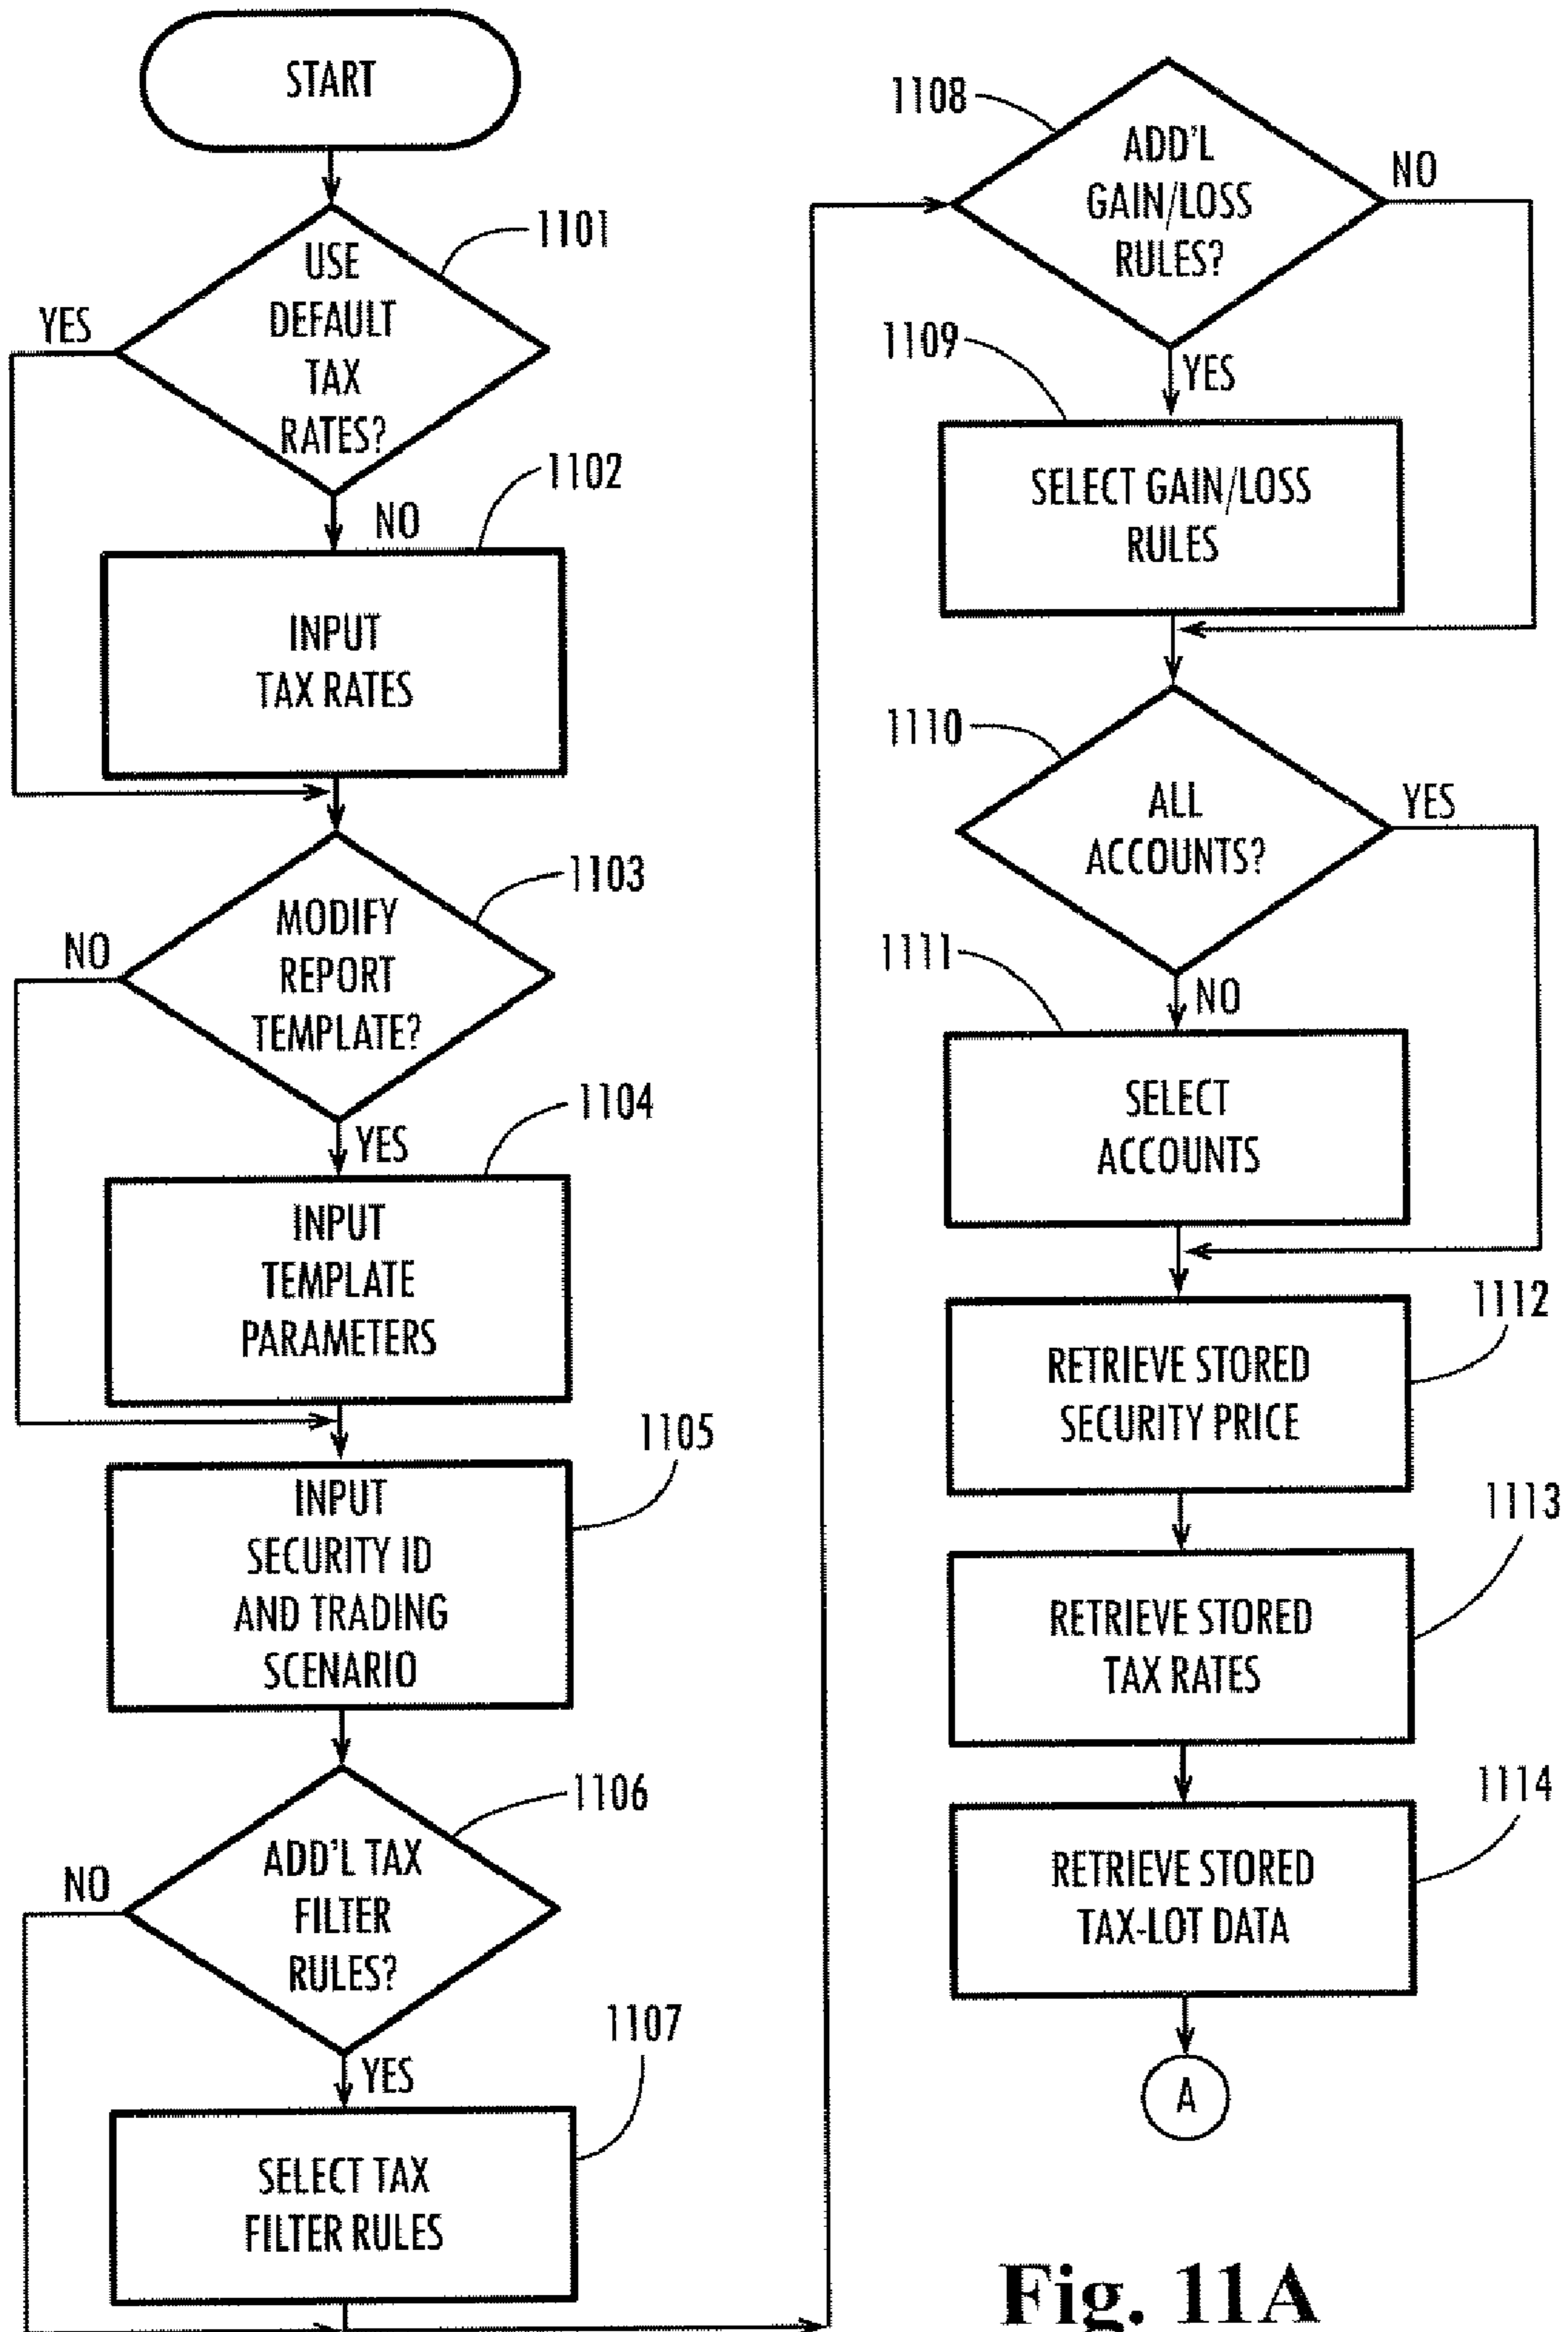 START
1101
USE
DEFAULT
TAX
RATES?
YES
NO
1102
INPUT
TAX RATES
1103
MODIFY
REPORT
TEMPLATE?
NO
YES
1104
INPUT
TEMPLATE
PARAMETERS
1105
INPUT
SECURITY ID
AND TRADING
SCENARIO
1106
ADD'L TAX
FILTER
RULES?
NO
YES
1107
SELECT TAX
FILTER RULES
1108
ADD'L
GAIN/LOSS
RULES?
NO
YES
1109
SELECT GAIN/LOSS
RULES
1110
ALL
ACCOUNTS?
YES
NO
1111
SELECT
ACCOUNTS
1112
RETRIEVE STORED
SECURITY PRICE
1113
RETRIEVE STORED
TAX RATES
1114
RETRIEVE STORED
TAX-LOT DATA
A
Fig. 11A